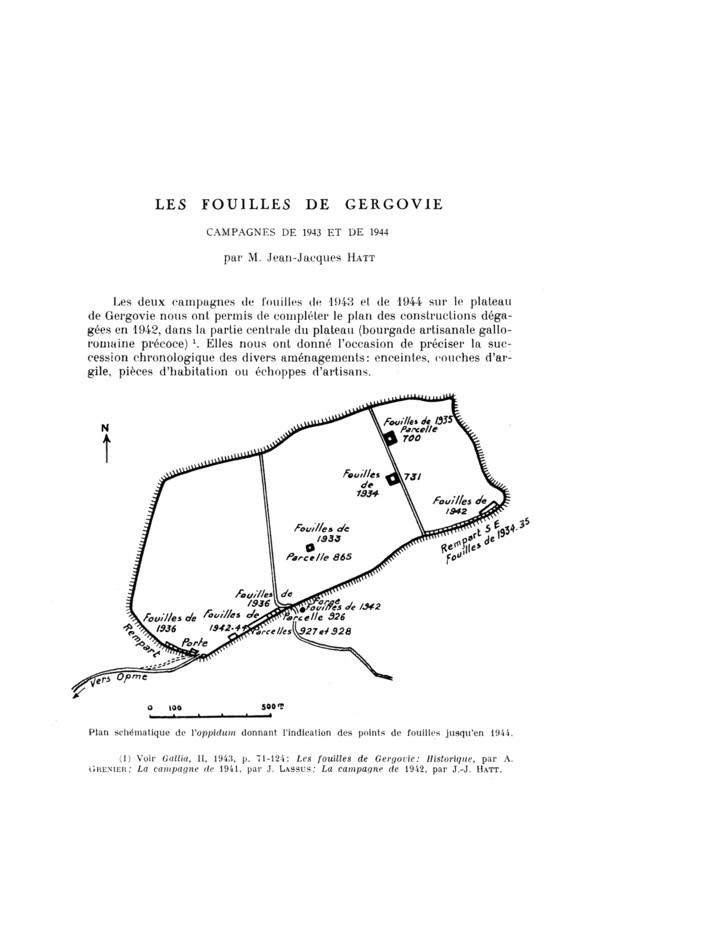 LES FOUILLES DE GERGOVIE
CAMPAGNES DE 1943 ET DE 1944
par M. Jean-Jacques HATT
Les deux campagnes de fouilles de 1943 et de 1944 sur le plateau
de Gergovie nous ont permis de compléter le plan des constructions déga-
gées en 1942, dans la partie centrale du plateau (bourgade artisanale gallo-
romaine précoce) ¹. Elles nous ont donné l'occasion de préciser la suc-
cession chronologique des divers aménagements: enceintes, couches d'ar-
gile, pièces d'habitation ou échoppes d'artisans.
N
Fouilles de 1935
Parcelle
700
Fouilles
de
1934
731
Fouilles de
1942
Rempart S E
Fouilles de 1934.35
Fouilles de
1933
Parcelle 865
Fouilles de
1936
Forge
Fouilles de 1942
Parcelle 926
Fouilles de
1942-44
Parcelles 927 et 928
Fouilles de
1936
Porte
Rempart
Vers Opme
0 100 500 m
Plan schématique de l'oppidum donnant l'indication des points de fouilles jusqu'en 1944.
(1) Voir Gallia, II, 1943, p. 71-124: Les fouilles de Gergovie: Historique, par A.
GRENIER; La campagne de 1941, par J. LASSUS; La campagne de 1942, par J.-J. HATT.